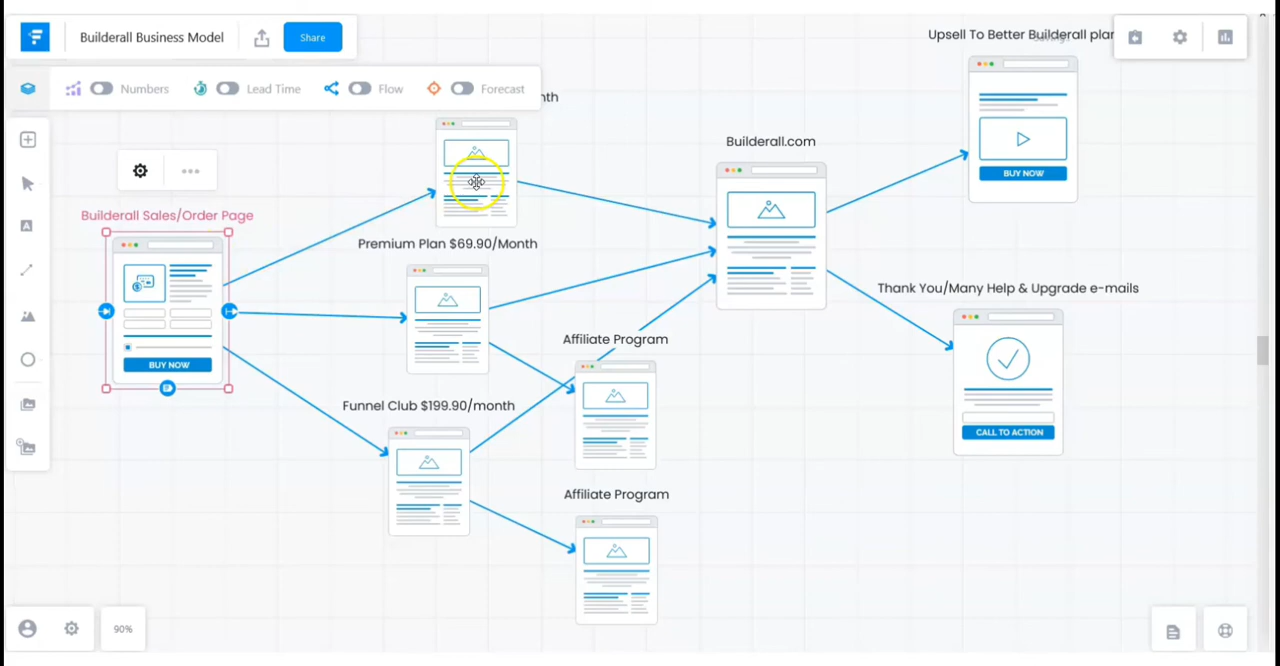 Builderall Business Model
Share
Upsell To Better Builderall plan
Numbers
Lead Time
Flow
Forecast
nth
Builderall.com
BUY NOW
Builderall Sales/Order Page
Premium Plan $69.90/Month
Thank You/Many Help & Upgrade e-mails
Affiliate Program
BUY NOW
Funnel Club $199.90/month
CALL TO ACTION
Affiliate Program
90%